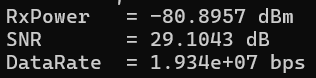 RxPower = -80.8957 dBm
SNR = 29.1043 dB
DataRate = 1.934e+07 bps